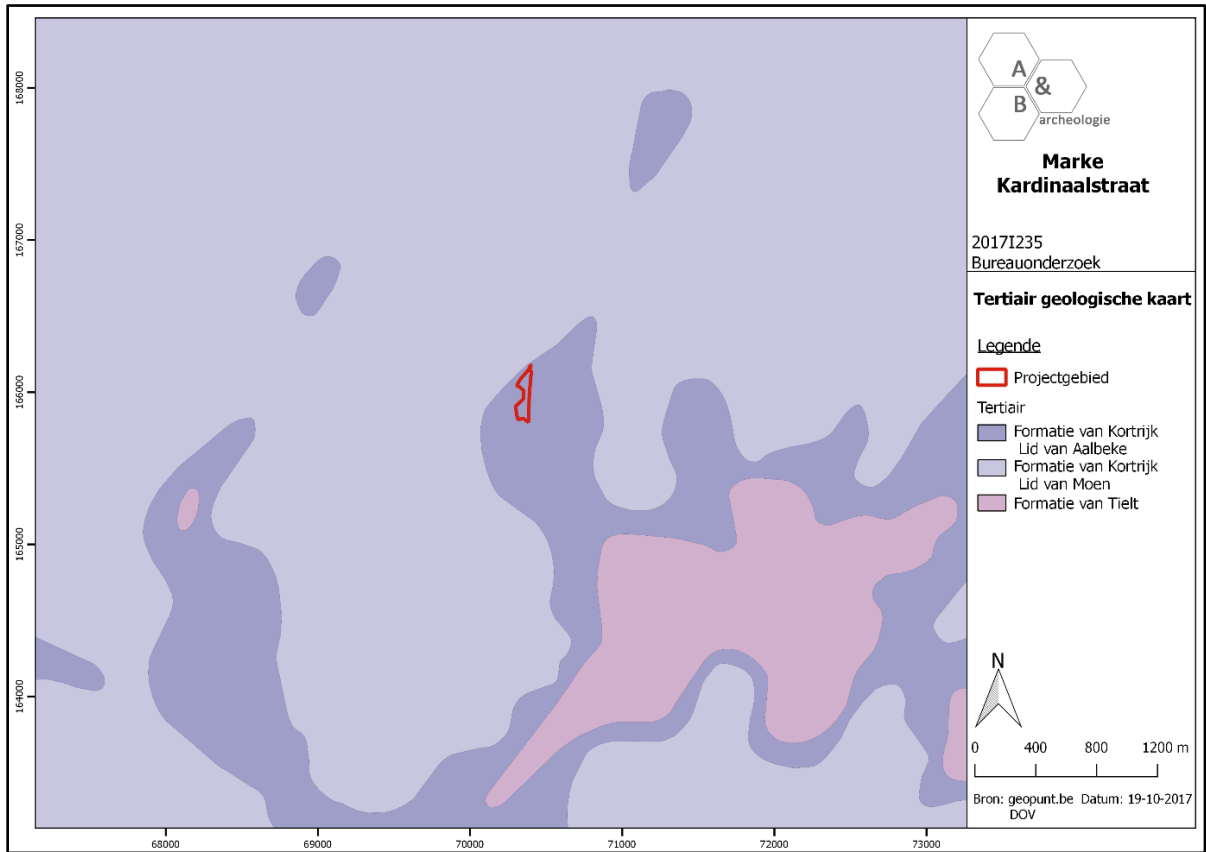 A
&
B
archeologie
Marke
Kardinaalstraat
2017I235
Bureauonderzoek
Tertiair geologische kaart
Legende
Projectgebied
Tertiair
Formatie van Kortrijk
Lid van Aalbeke
Formatie van Kortrijk
Lid van Moen
Formatie van Tielt
N
0 400 800 1200 m
Bron: geopunt.be Datum: 19-10-2017
DOV
168000
167000
166000
165000
164000
68000 69000 70000 71000 72000 73000